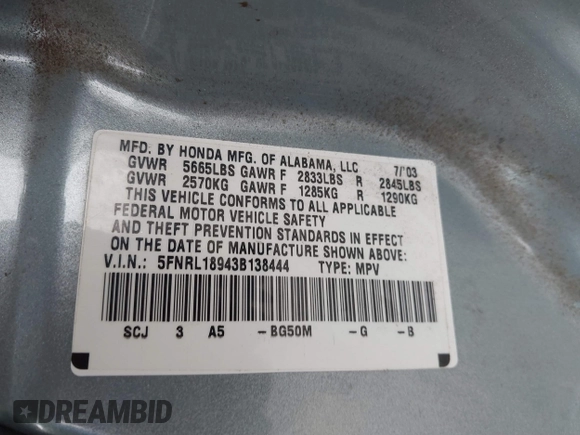 MFD. BY HONDA MFG. OF ALABAMA, LLC 7/'03
GVWR 5665LBS GAWR F 2833LBS R 2845LBS
GVWR 2570KG GAWR F 1285KG R 1290KG
THIS VEHICLE CONFORMS TO ALL APPLICABLE
FEDERAL MOTOR VEHICLE SAFETY
AND THEFT PREVENTION STANDARDS IN EFFECT
ON THE DATE OF MANUFACTURE SHOWN ABOVE:
V.I.N.: 5FNRL18943B138444 TYPE: MPV
SCJ 3 A5 -BG50M -G -B
DREAMBID